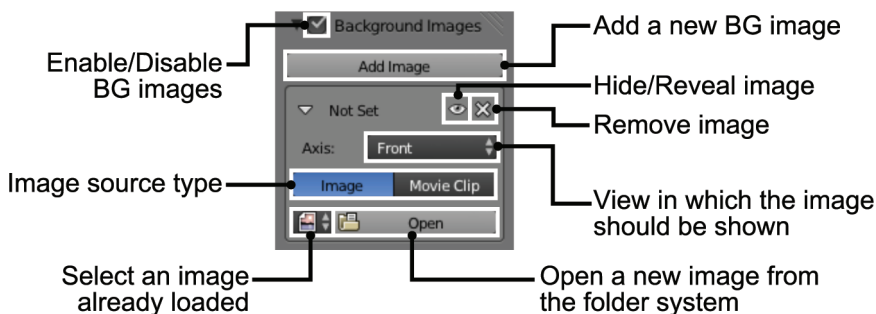 Background Images
Add a new BG image
Enable/Disable
BG images
Add Image
Hide/Reveal image
Not Set
Remove image
Axis: Front
Image source type
Image Movie Clip
View in which the image
should be shown
Open
Select an image
already loaded
Open a new image from
the folder system